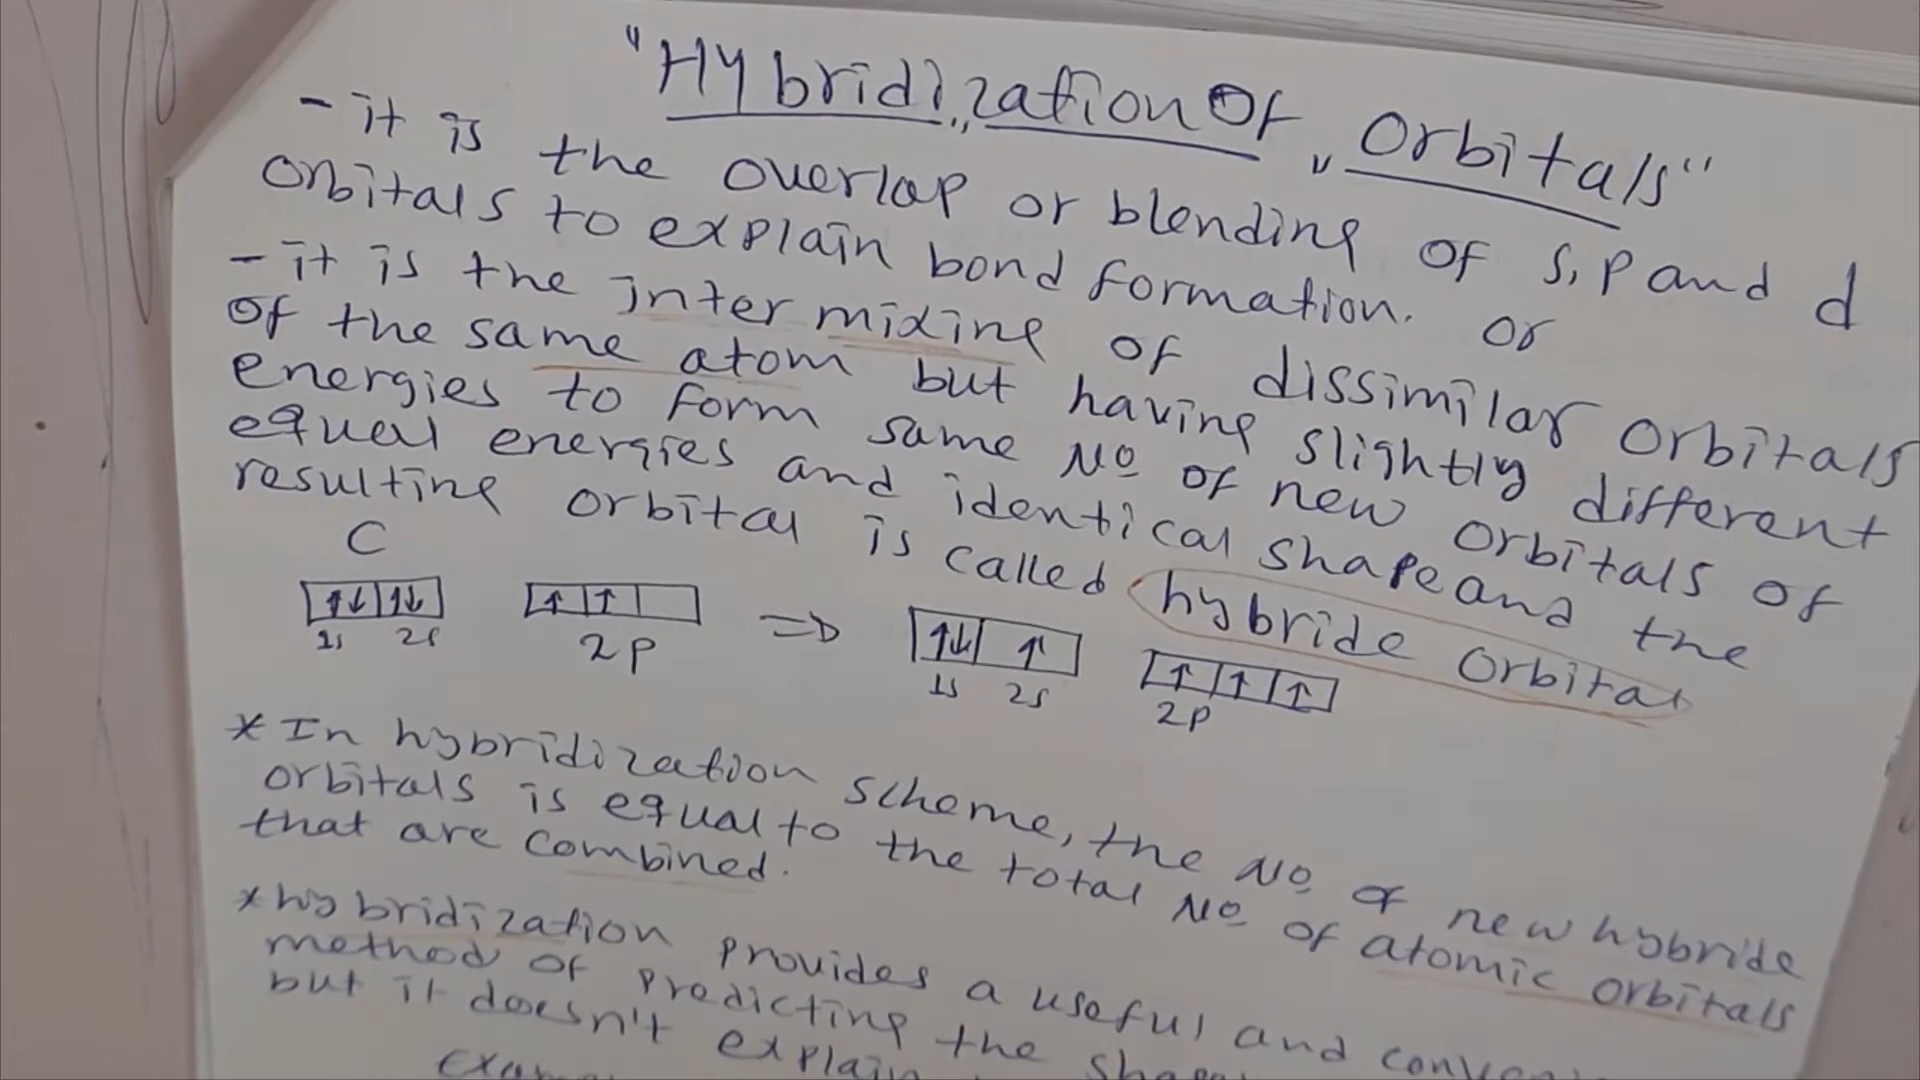 "Hybridization Of Orbitals"
- it is the overlap or blending of s, p and d
orbitals to explain bond formation. or
- it is the inter mixing of dissimilar orbitals
of the same atom but having slightly different
energies to form same No of new orbitals of
equal energies and identical shape and the
resulting orbital is called hybride orbital
C
1s 2s 2p => 1s 2s 2p
* In hybridization scheme, the No of new hybride
orbitals is equal to the total No of atomic orbitals
that are combined.
* hybridization provides a useful and
method of predicting the
but it doesn't explain